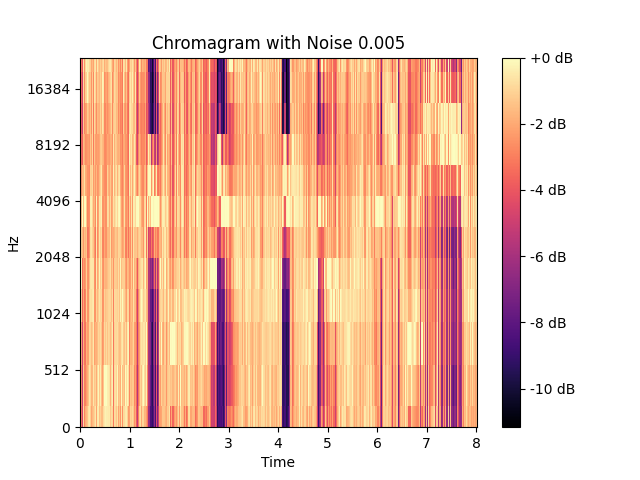 Chromagram with Noise 0.005
Hz
16384
8192
4096
2048
1024
512
0
0 1 2 3 4 5 6 7 8
Time
+0 dB
-2 dB
-4 dB
-6 dB
-8 dB
-10 dB